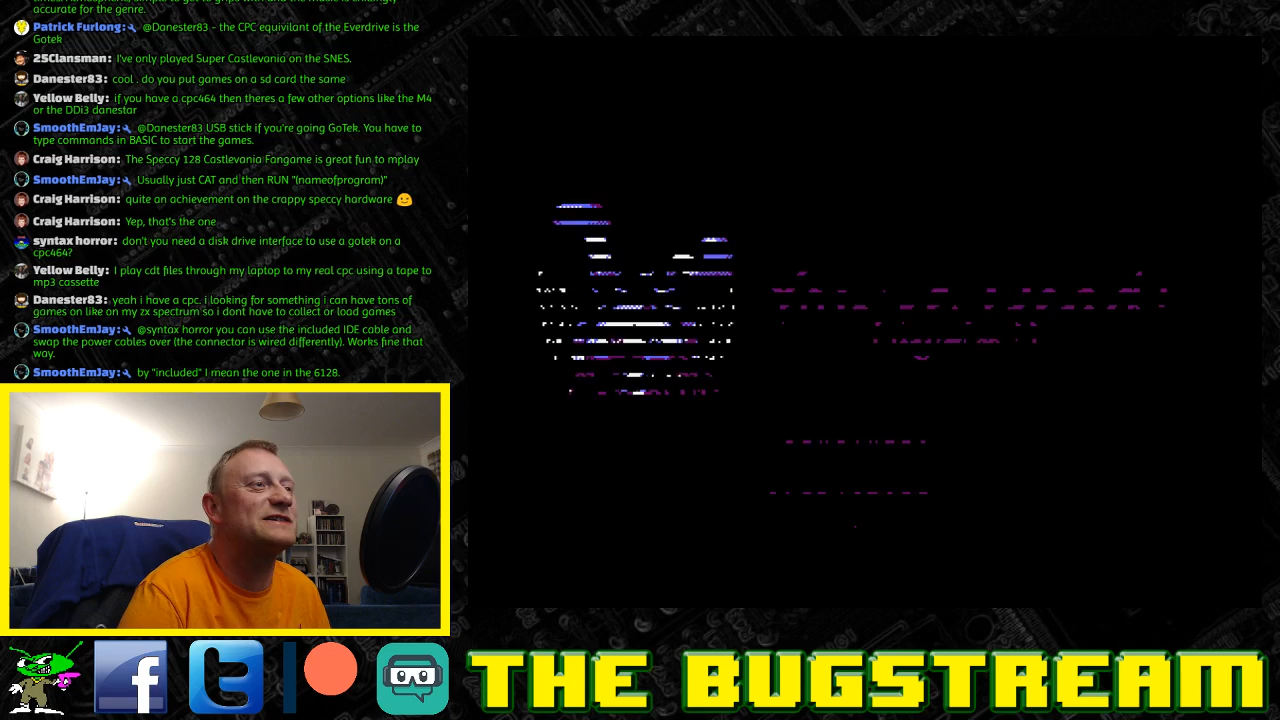 accurate for the genre.
Patrick Furlong: @Danester83 - the CPC equivilant of the Everdrive is the
Gotek
25Clansman: I've only played Super Castlevania on the SNES.
Danester83: cool . do you put games on a sd card the same
Yellow Belly: if you have a cpc464 then theres a few other options like the M4
or the DDi3 danestar
SmoothEmJay: @Danester83 USB stick if you're going GoTek. You have to
type commands in BASIC to start the games.
Craig Harrison: The Speccy 128 Castlevania Fangame is great fun to mplay
SmoothEmJay: Usually just CAT and then RUN "(nameofprogram)"
Craig Harrison: quite an achievement on the crappy speccy hardware
Craig Harrison: Yep, that's the one
syntax horror: don't you need a disk drive interface to use a gotek on a
cpc464?
Yellow Belly: I play cdt files through my laptop to my real cpc using a tape to
mp3 cassette
Danester83: yeah i have a cpc. i looking for something i can have tons of
games on like on my zx spectrum so i dont have to collect or load games
SmoothEmJay: @syntax horror you can use the included IDE cable and
swap the power cables over (the connector is wired differently). Works fine that
way.
SmoothEmJay: by "included" I mean the one in the 6128.
THE BUGSTREAM